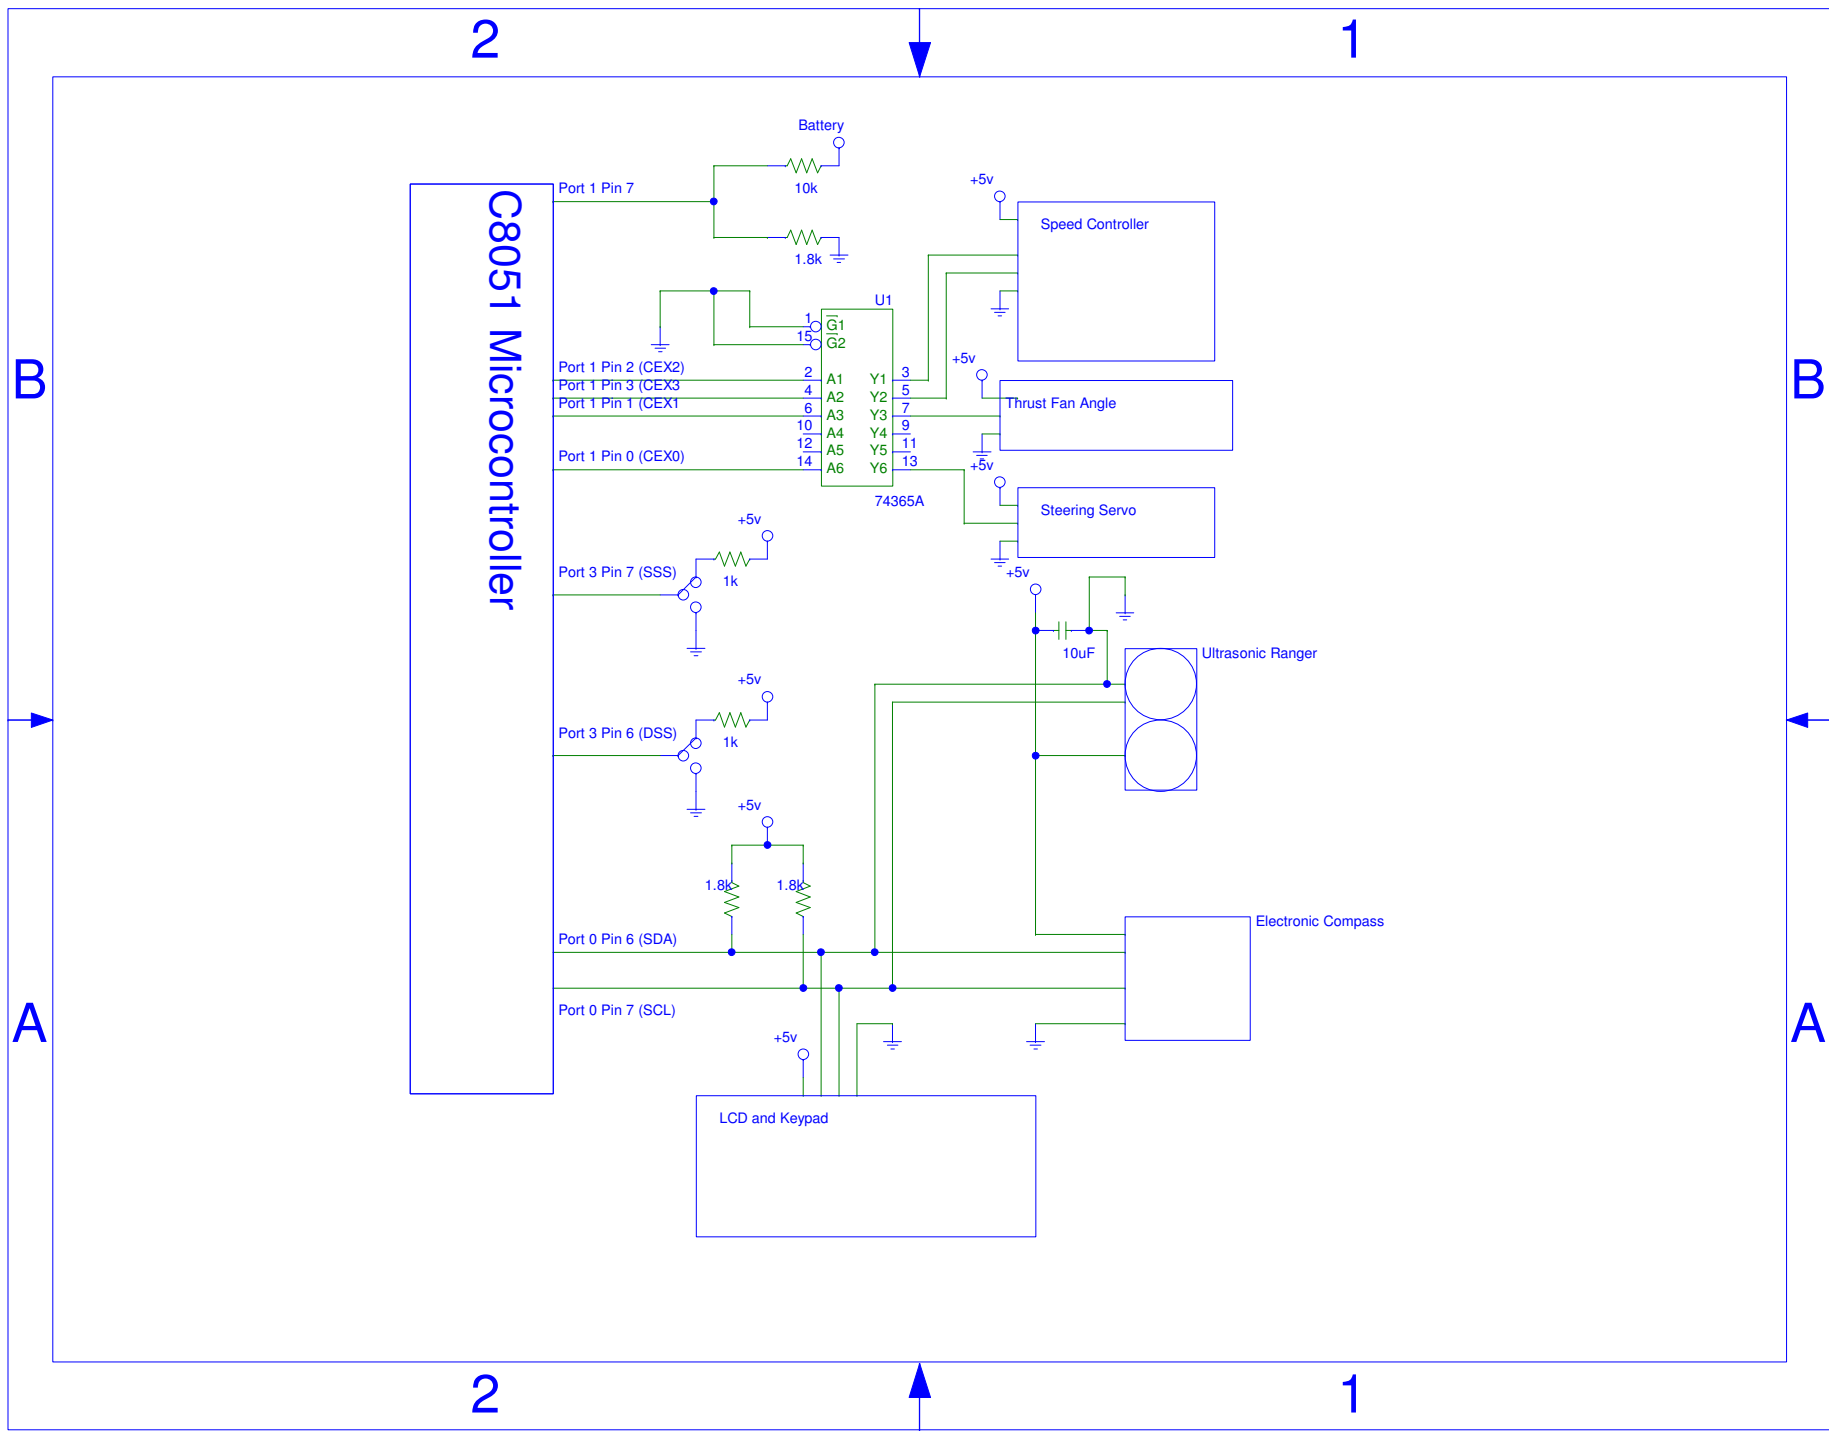 2
1
Battery
10k
Port 1 Pin 7
1.8k
+5v
Speed Controller
C8051 Microcontroller
U1
1
G1
15
G2
Port 1 Pin 2 (CEX2)
2
A1
Y1
3
Port 1 Pin 3 (CEX3
4
A2
Y2
5
Port 1 Pin 1 (CEX1
6
A3
Y3
7
10
A4
Y4
9
12
A5
Y5
11
Port 1 Pin 0 (CEX0)
14
A6
Y6
13
74365A
+5v
Thrust Fan Angle
+5v
Steering Servo
B
B
+5v
Port 3 Pin 7 (SSS)
1k
+5v
10uF
Ultrasonic Ranger
+5v
Port 3 Pin 6 (DSS)
1k
+5v
1.8k
1.8k
Port 0 Pin 6 (SDA)
Electronic Compass
Port 0 Pin 7 (SCL)
A
A
+5v
LCD and Keypad
2
1